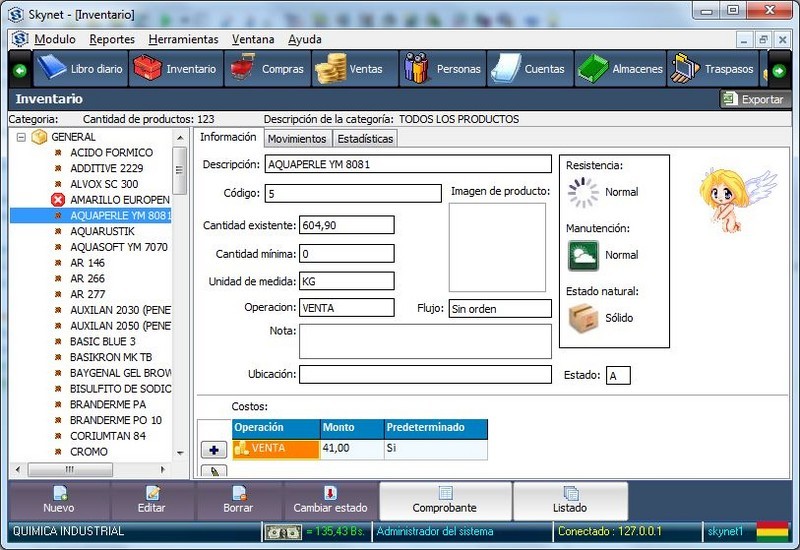 Skynet - [Inventario]
Modulo Reportes Herramientas Ventana Ayuda
Libro diario Inventario Compras Ventas Personas Cuentas Almacenes Traspasos
Inventario Exportar
Categoria: Cantidad de productos: 123 Descripción de la categoría: TODOS LOS PRODUCTOS
GENERAL
ACIDO FORMICO
ADDITIVE 2229
ALVOX SC 300
AMARILLO EUROPEN
AQUAPERLE YM 8081
AQUARUSTIK
AQUASOFT YM 7070
AR 146
AR 266
AR 277
AUXILAN 2030 (PENE
AUXILAN 2050 (PENE
BASIC BLUE 3
BASIKRON MK TB
BAYGENAL GEL BROW
BISULFITO DE SODIC
BRANDERME PA
BRANDERME PO 10
CORIUMTAN 84
CROMO
Información Movimientos Estadísticas
Descripción: AQUAPERLE YM 8081
Código: 5
Imagen de producto:
Cantidad existente: 604,90
Cantidad mínima: 0
Unidad de medida: KG
Operacion: VENTA
Flujo: Sin orden
Nota:
Ubicación:
Estado: A
Resistencia:
Normal
Manutención:
Normal
Estado natural:
Sólido
Costos:
Operación Monto Predeterminado
VENTA 41,00 Si
Nuevo Editar Borrar Cambiar estado Comprobante Listado
QUIMICA INDUSTRIAL = 135,43 Bs. Administrador del sistema Conectado : 127.0.0.1 skynet1